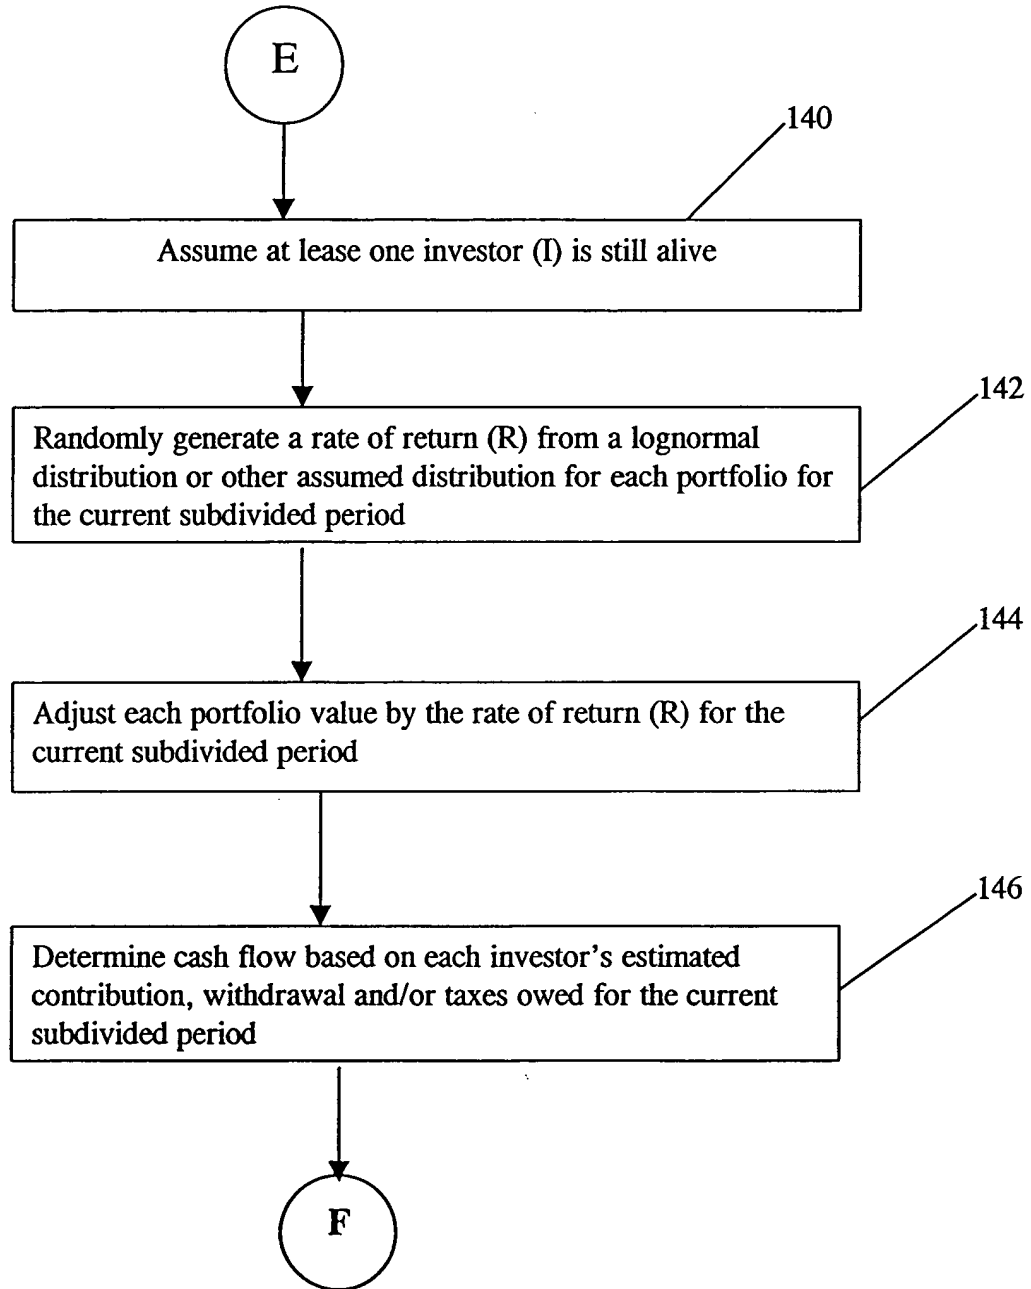 E
140
Assume at lease one investor (I) is still alive
142
Randomly generate a rate of return (R) from a lognormal
distribution or other assumed distribution for each portfolio for
the current subdivided period
144
Adjust each portfolio value by the rate of return (R) for the
current subdivided period
146
Determine cash flow based on each investor's estimated
contribution, withdrawal and/or taxes owed for the current
subdivided period
F